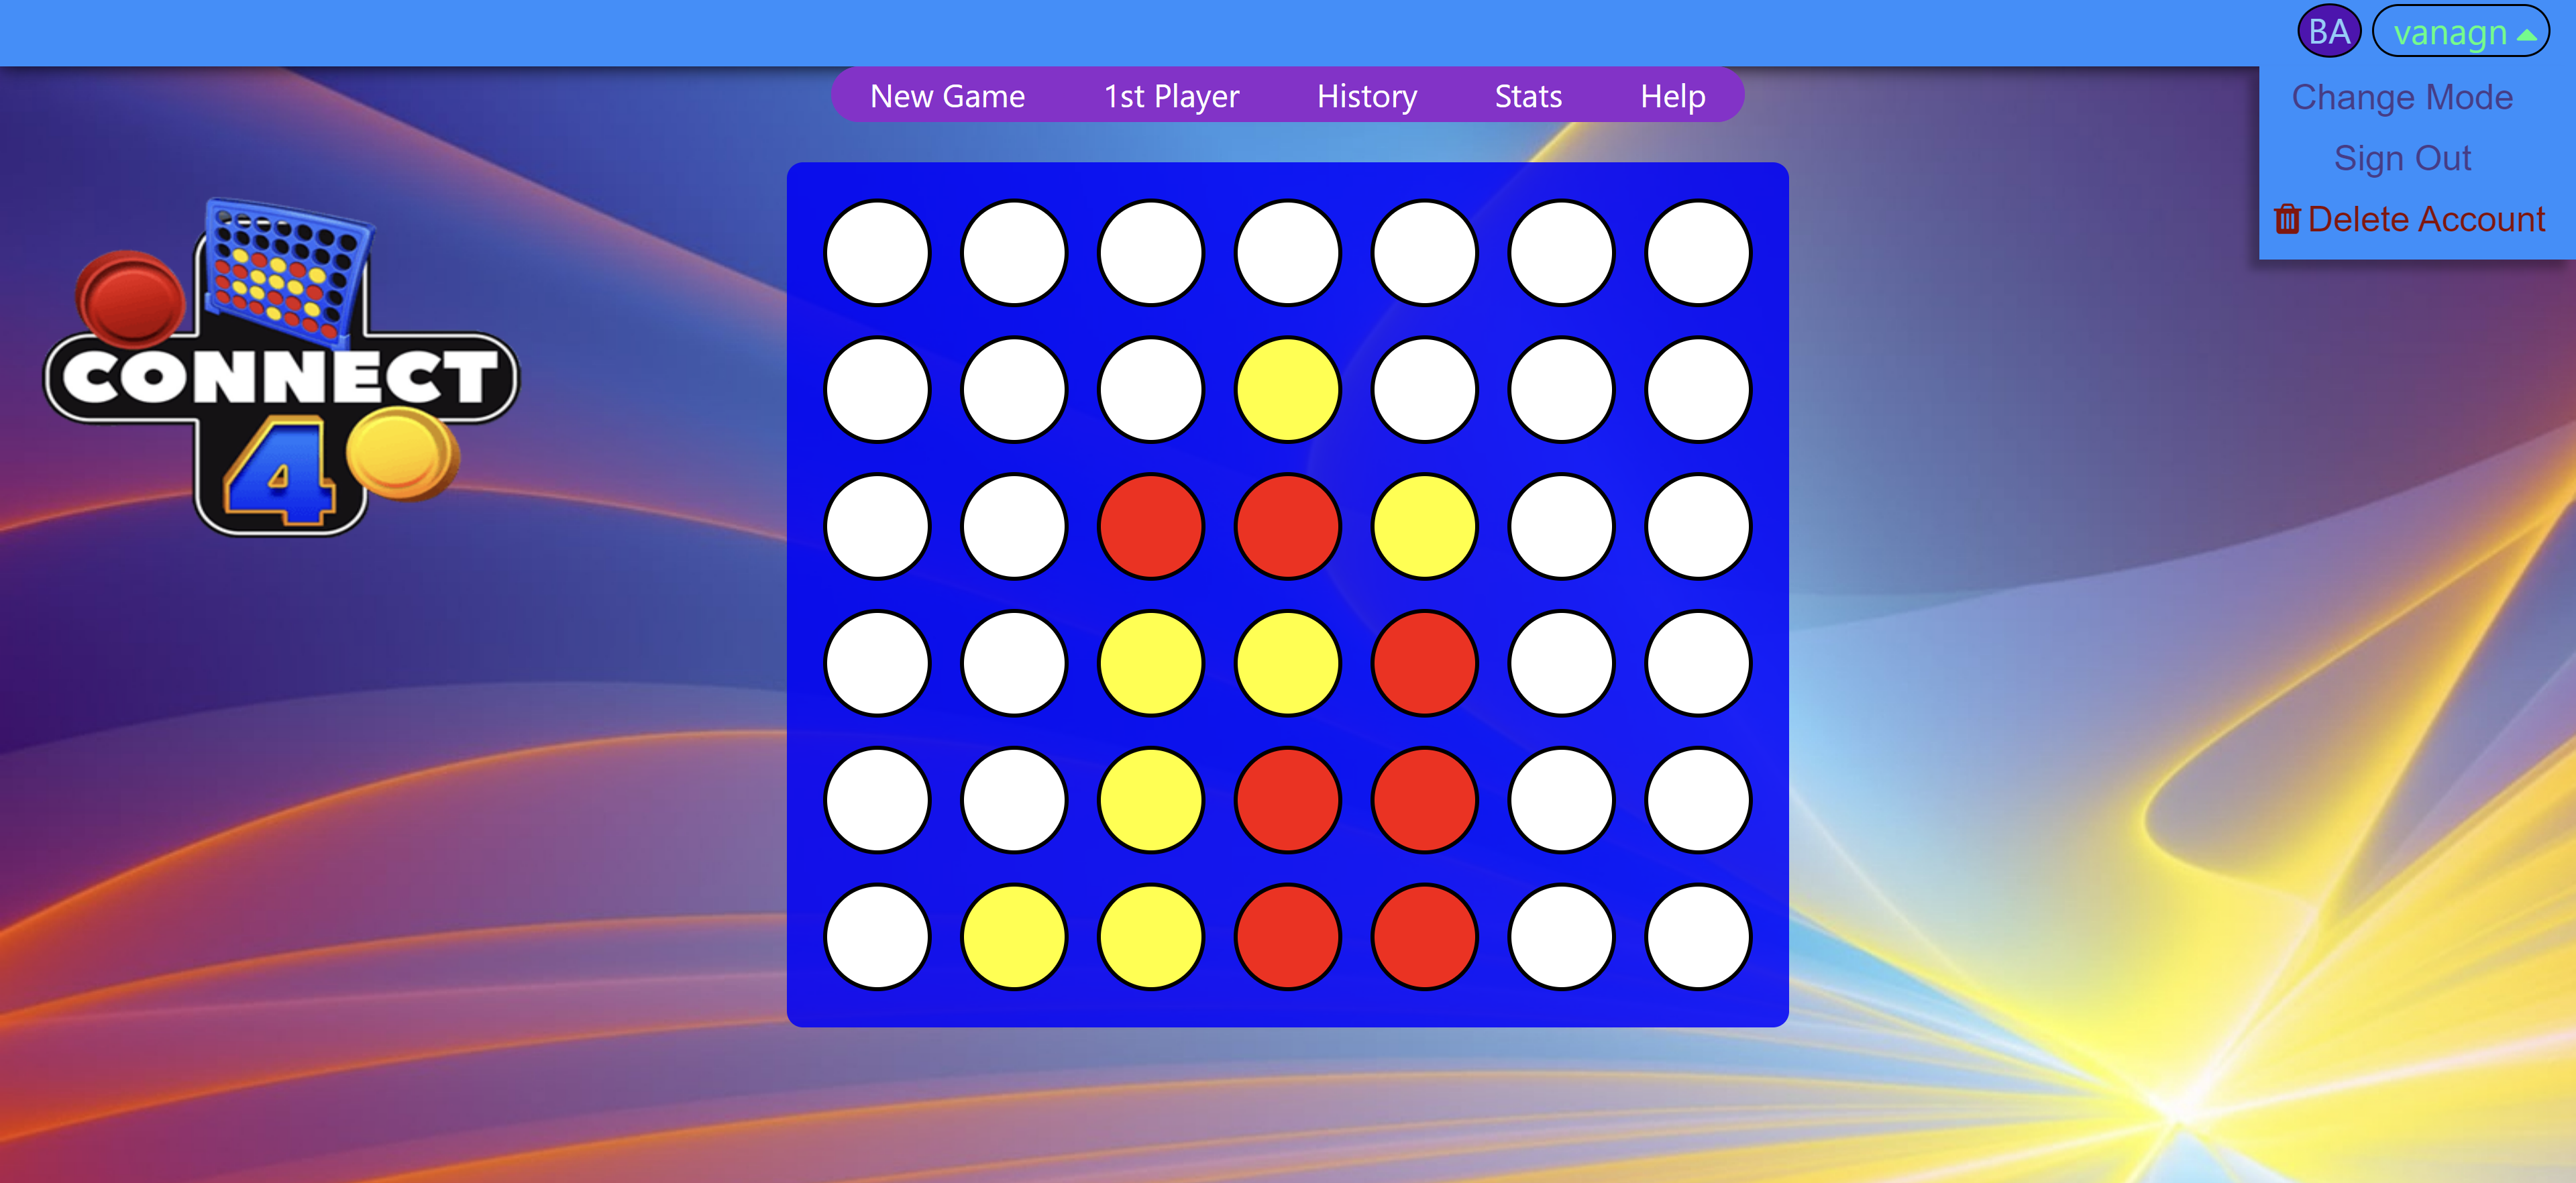 BA vanagn
New Game 1st Player History Stats Help
Change Mode
Sign Out
Delete Account
CONNECT
4